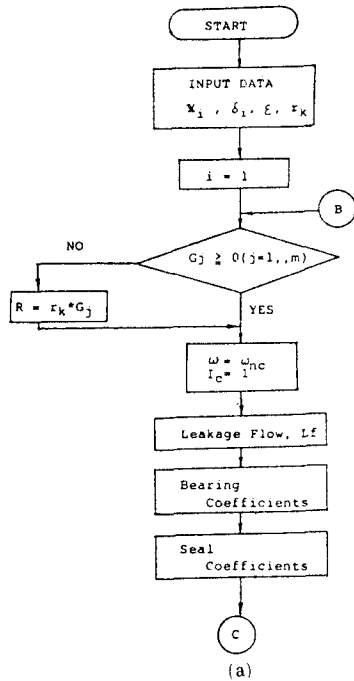 START
INPUT DATA
x_i , δ_i, ε, r_k
i = 1
B
NO
G_j ≥ 0(j=1,,m)
R = r_k*G_j
YES
ω = ω_nc
I_c = 1
Leakage Flow, Lf
Bearing
Coefficients
Seal
Coefficients
C
(a)